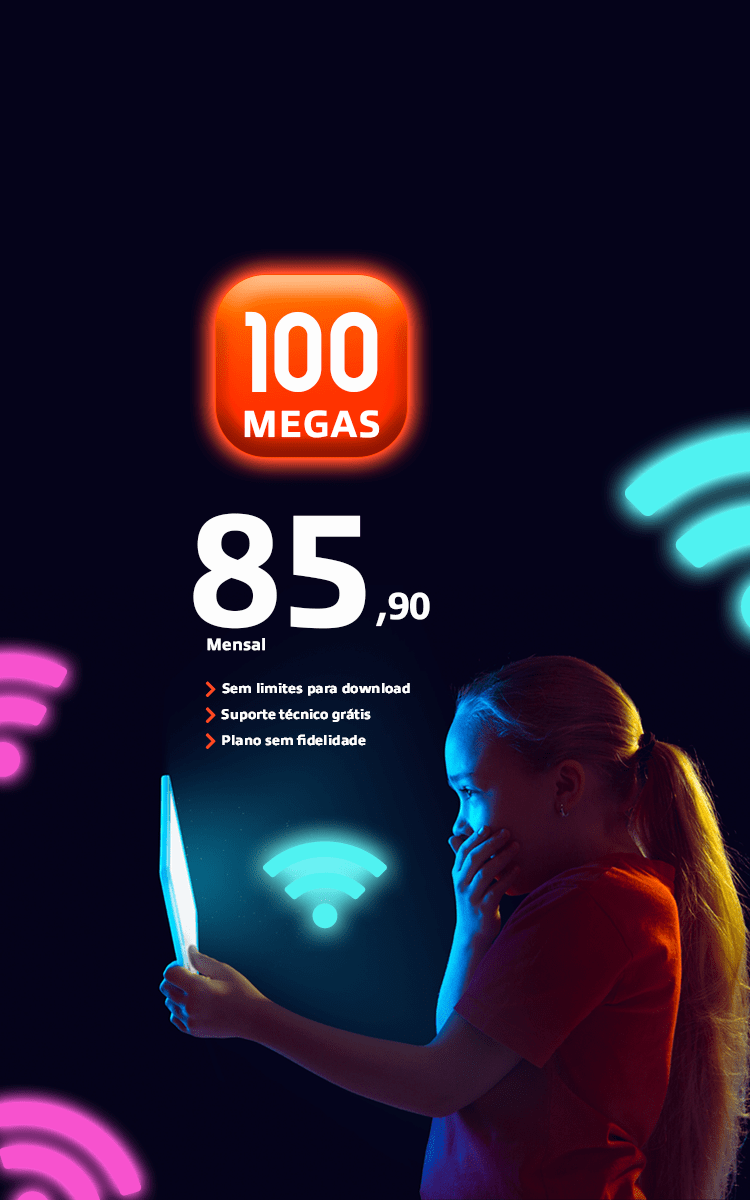 100
MEGAS
85,90
Mensal
Sem limites para download
Suporte técnico grátis
Plano sem fidelidade